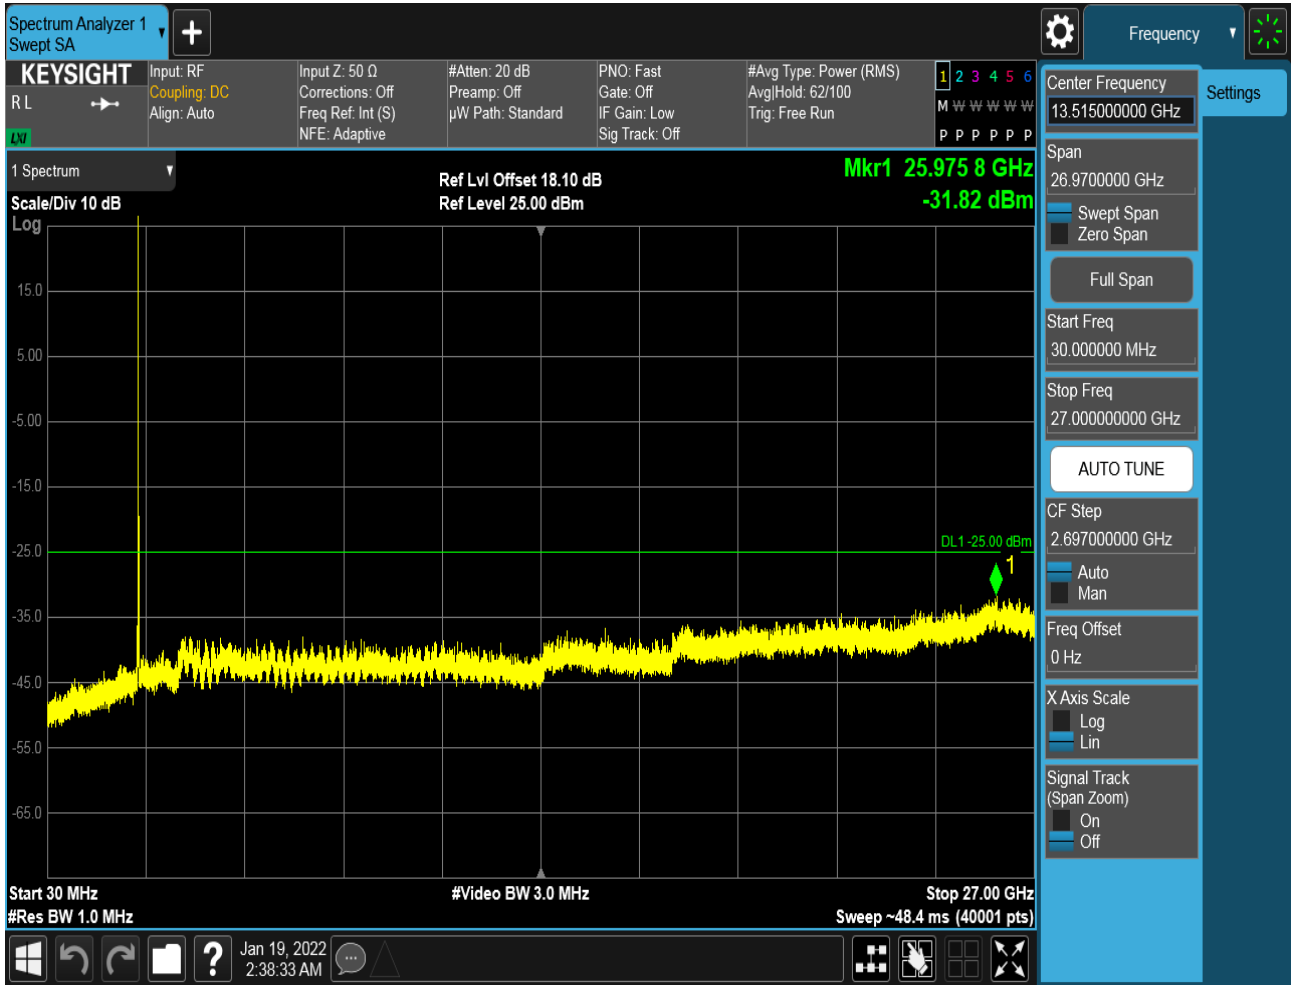 Spectrum Analyzer 1
Swept SA
Frequency
KEYSIGHT
R L
LXI
Input: RF
Coupling: DC
Align: Auto
Input Z: 50 Ω
Corrections: Off
Freq Ref: Int (S)
NFE: Adaptive
#Atten: 20 dB
Preamp: Off
µW Path: Standard
PNO: Fast
Gate: Off
IF Gain: Low
Sig Track: Off
#Avg Type: Power (RMS)
Avg|Hold: 62/100
Trig: Free Run
1 2 3 4 5 6
M W W W W W
P P P P P P
1 Spectrum
Scale/Div 10 dB
Log
Ref Lvl Offset 18.10 dB
Ref Level 25.00 dBm
Mkr1 25.975 8 GHz
-31.82 dBm
15.0
5.00
-5.00
-15.0
-25.0
-35.0
-45.0
-55.0
-65.0
DL1 -25.00 dBm
1
Start 30 MHz
#Res BW 1.0 MHz
#Video BW 3.0 MHz
Stop 27.00 GHz
Sweep ~48.4 ms (40001 pts)
Center Frequency
13.515000000 GHz
Span
26.9700000 GHz
Swept Span
Zero Span
Full Span
Start Freq
30.000000 MHz
Stop Freq
27.000000000 GHz
AUTO TUNE
CF Step
2.697000000 GHz
Auto
Man
Freq Offset
0 Hz
X Axis Scale
Log
Lin
Signal Track
(Span Zoom)
On
Off
Settings
?
Jan 19, 2022
2:38:33 AM